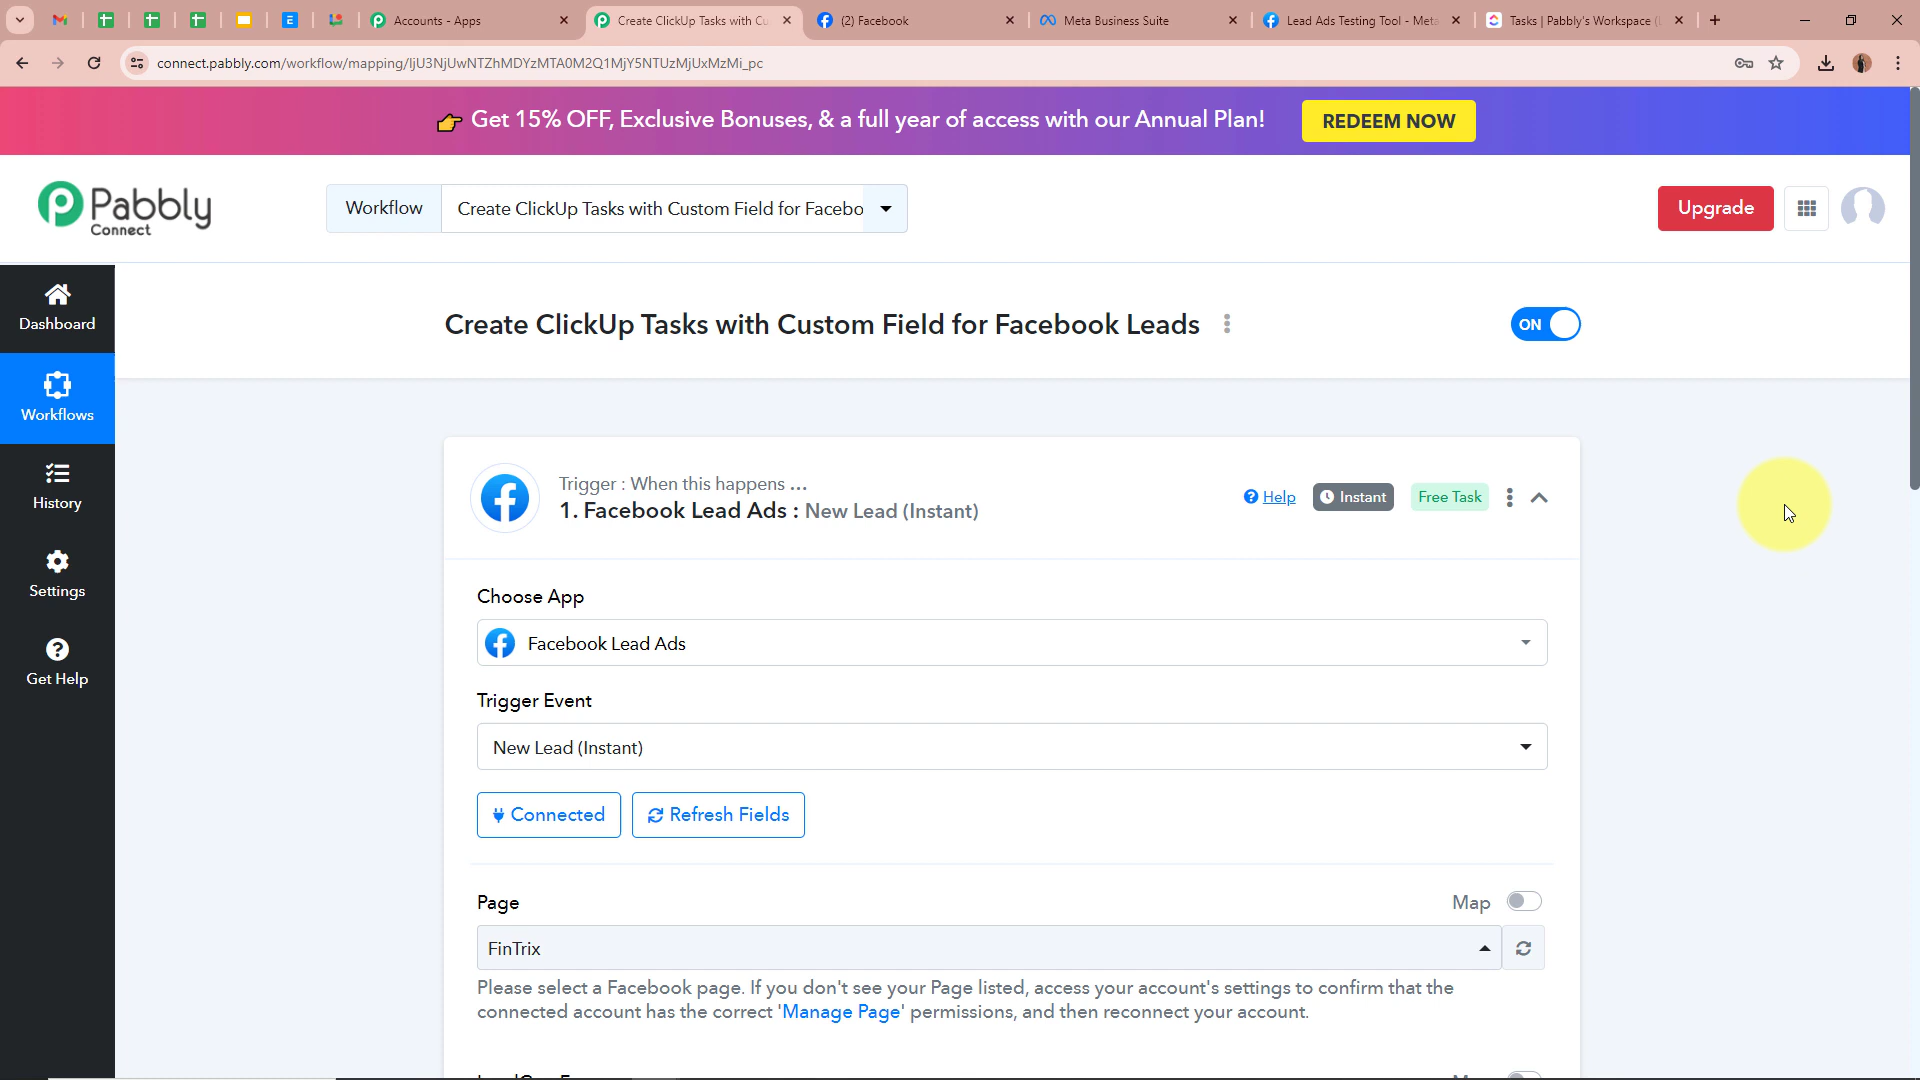 Accounts - Apps
Create ClickUp Tasks with Cu
(2) Facebook
Meta Business Suite
Lead Ads Testing Tool - Meta
Tasks | Pabbly's Workspace (
connect.pabbly.com/workflow/mapping/IjU3NjUwNTZhMDYzMTA0M2Q1MjY5NTUzMjUxMzMi_pc
👉 Get 15% OFF, Exclusive Bonuses, & a full year of access with our Annual Plan!
REDEEM NOW
Pabbly
Connect
Workflow
Create ClickUp Tasks with Custom Field for Facebo
Upgrade
Dashboard
Workflows
History
Settings
Get Help
Create ClickUp Tasks with Custom Field for Facebook Leads
ON
Trigger : When this happens ...
1. Facebook Lead Ads : New Lead (Instant)
Help
Instant
Free Task
Choose App
Facebook Lead Ads
Trigger Event
New Lead (Instant)
Connected
Refresh Fields
Page
Map
FinTrix
Please select a Facebook page. If you don't see your Page listed, access your account's settings to confirm that the
connected account has the correct 'Manage Page' permissions, and then reconnect your account.